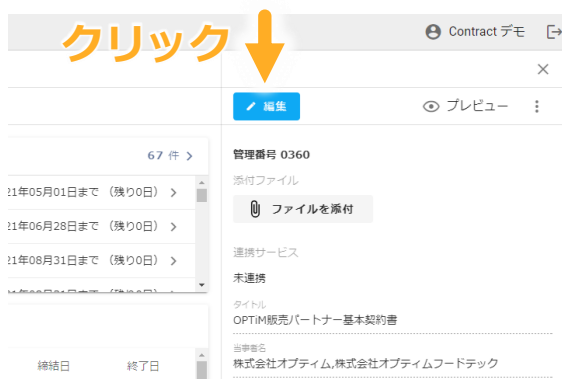 クリック
Contract デモ
編集
プレビュー
67 件
管理番号 0360
添付ファイル
21年05月01日まで （残り0日）
ファイルを添付
21年06月28日まで （残り0日）
連携サービス
21年08月31日まで （残り0日）
未連携
タイトル
OPTiM販売パートナー基本契約書
当事者名
締結日 終了日
株式会社オプティム,株式会社オプティムフードテック